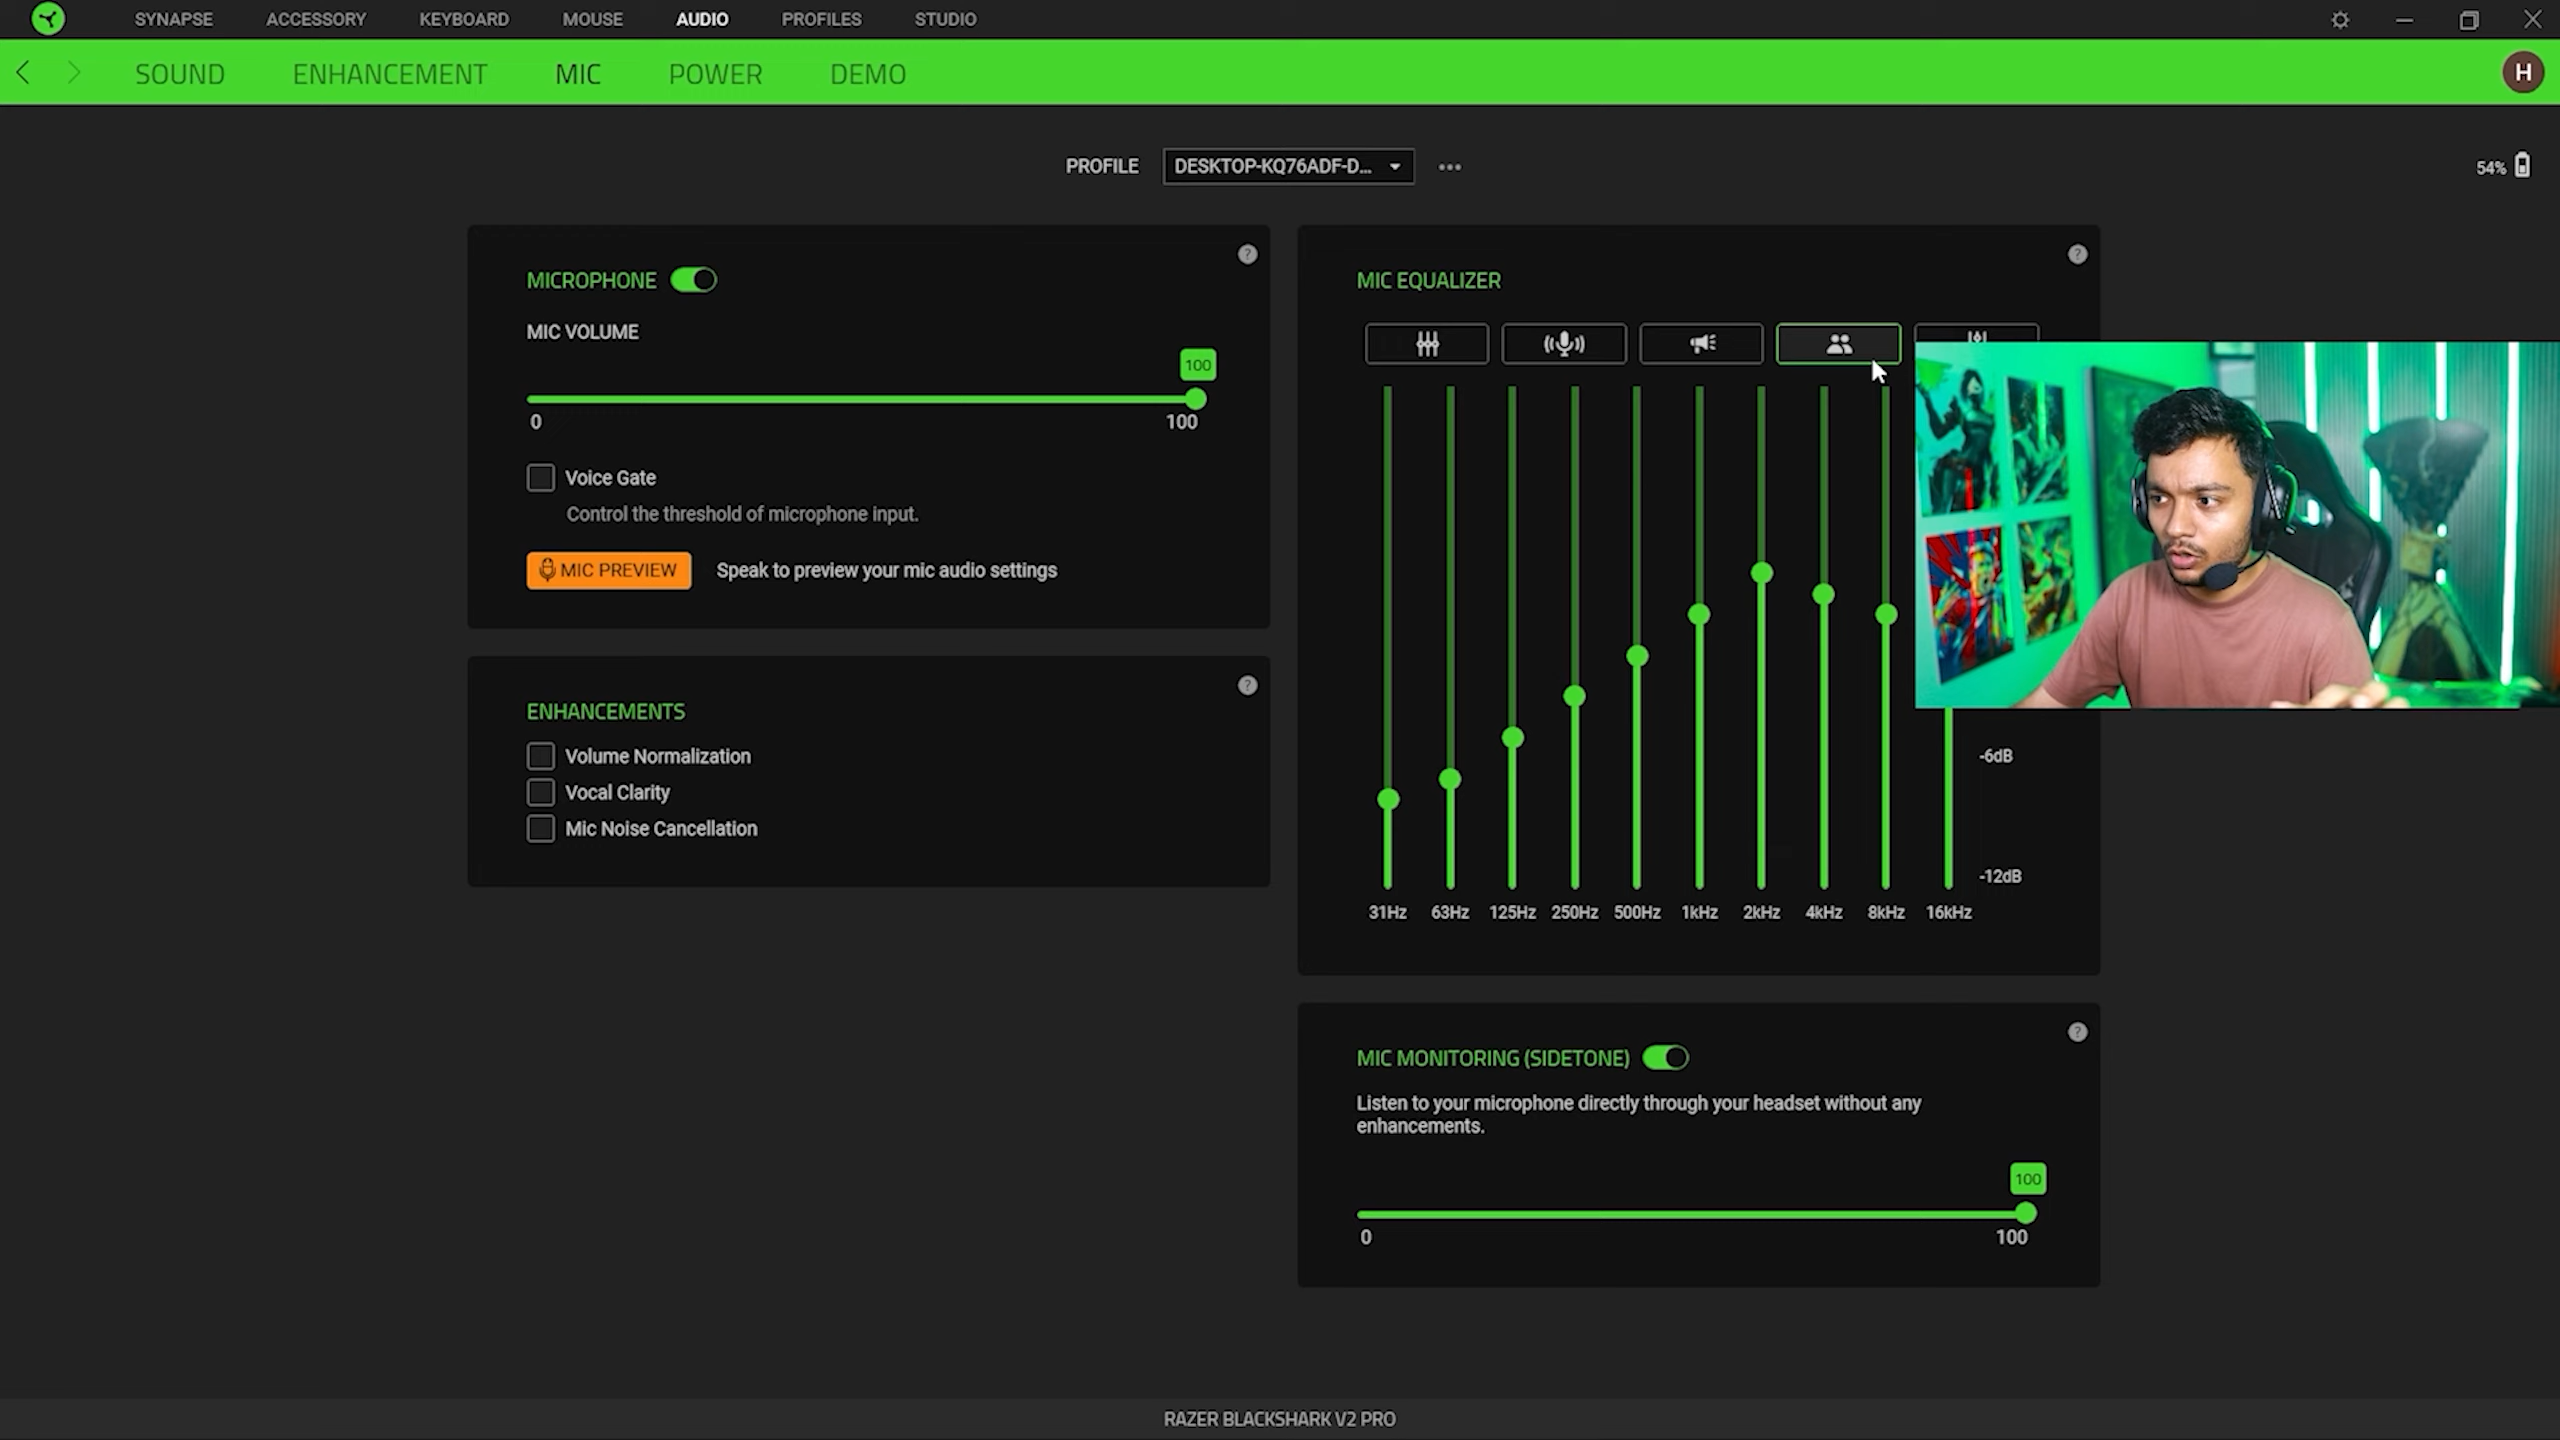 SYNAPSE ACCESSORY KEYBOARD MOUSE AUDIO PROFILES STUDIO
SOUND ENHANCEMENT MIC POWER DEMO
H
PROFILE DESKTOP-KQ76ADF-D...
54%
MICROPHONE
MIC VOLUME
100
0 100
Voice Gate
Control the threshold of microphone input.
MIC PREVIEW Speak to preview your mic audio settings
ENHANCEMENTS
Volume Normalization
Vocal Clarity
Mic Noise Cancellation
MIC EQUALIZER
-6dB
-12dB
31Hz 63Hz 125Hz 250Hz 500Hz 1kHz 2kHz 4kHz 8kHz 16kHz
MIC MONITORING (SIDETONE)
Listen to your microphone directly through your headset without any
enhancements.
100
0 100
RAZER BLACKSHARK V2 PRO